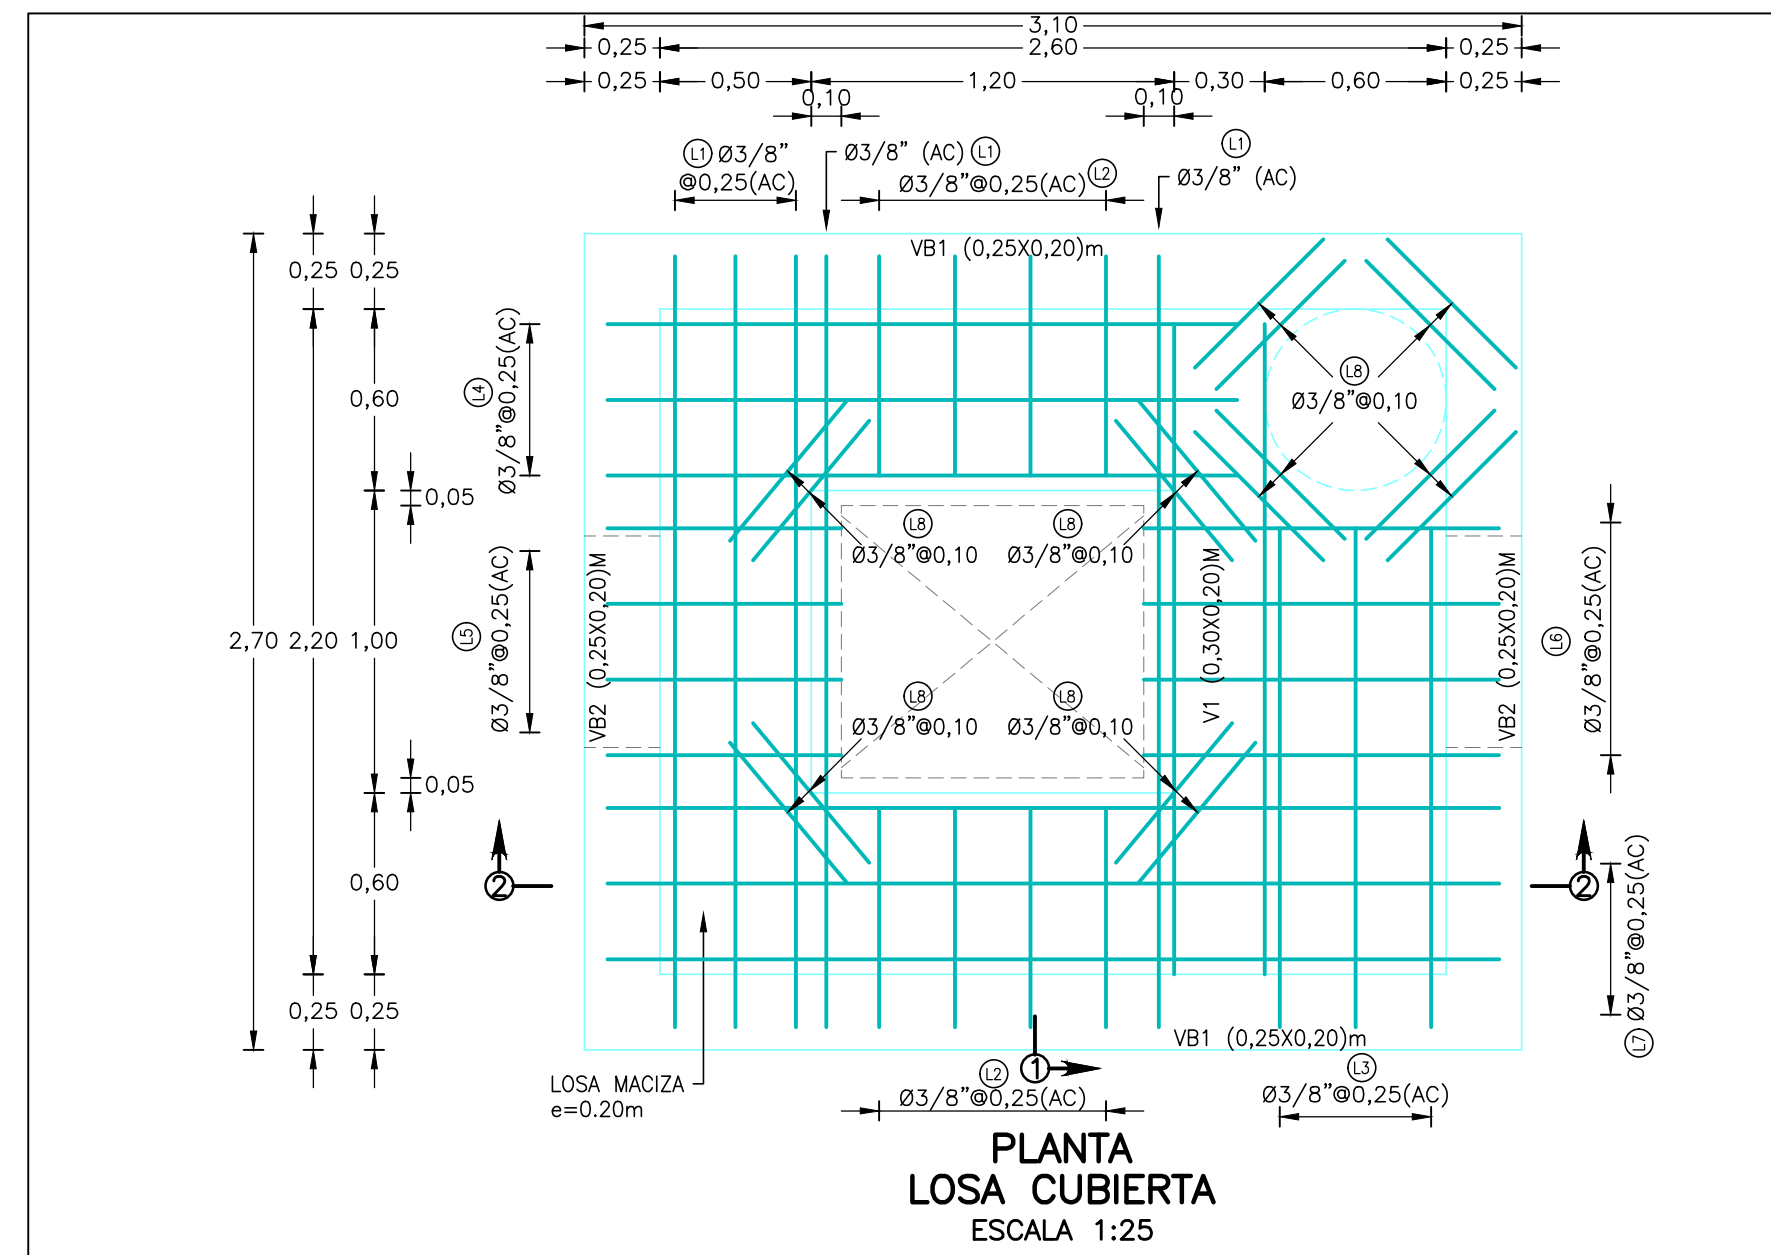 3,10
0,25 2,60 0,25
0,25 0,50 1,20 0,30 0,60 0,25
0,10 0,10
L1 Ø3/8"
@0,25(AC)
Ø3/8" (AC) L1
Ø3/8"@0,25(AC) L2
L1
Ø3/8" (AC)
VB1 (0,25X0,20)m
0,25 0,25
L4
Ø3/8"@0,25(AC)
0,60
L8
Ø3/8"@0,10
0,05
L8
Ø3/8"@0,10
L8
Ø3/8"@0,10
2,70 2,20 1,00
L5
Ø3/8"@0,25(AC)
VB2 (0,25X0,20)M
V1 (0,30X0,20)M
VB2 (0,25X0,20)M
L6
Ø3/8"@0,25(AC)
L8
Ø3/8"@0,10
L8
Ø3/8"@0,10
0,05
0,60
2
2
L7 Ø3/8"@0,25(AC)
0,25 0,25
VB1 (0,25X0,20)m
LOSA MACIZA
e=0.20m
L2
Ø3/8"@0,25(AC)
1
L3
Ø3/8"@0,25(AC)
PLANTA
LOSA CUBIERTA
ESCALA 1:25